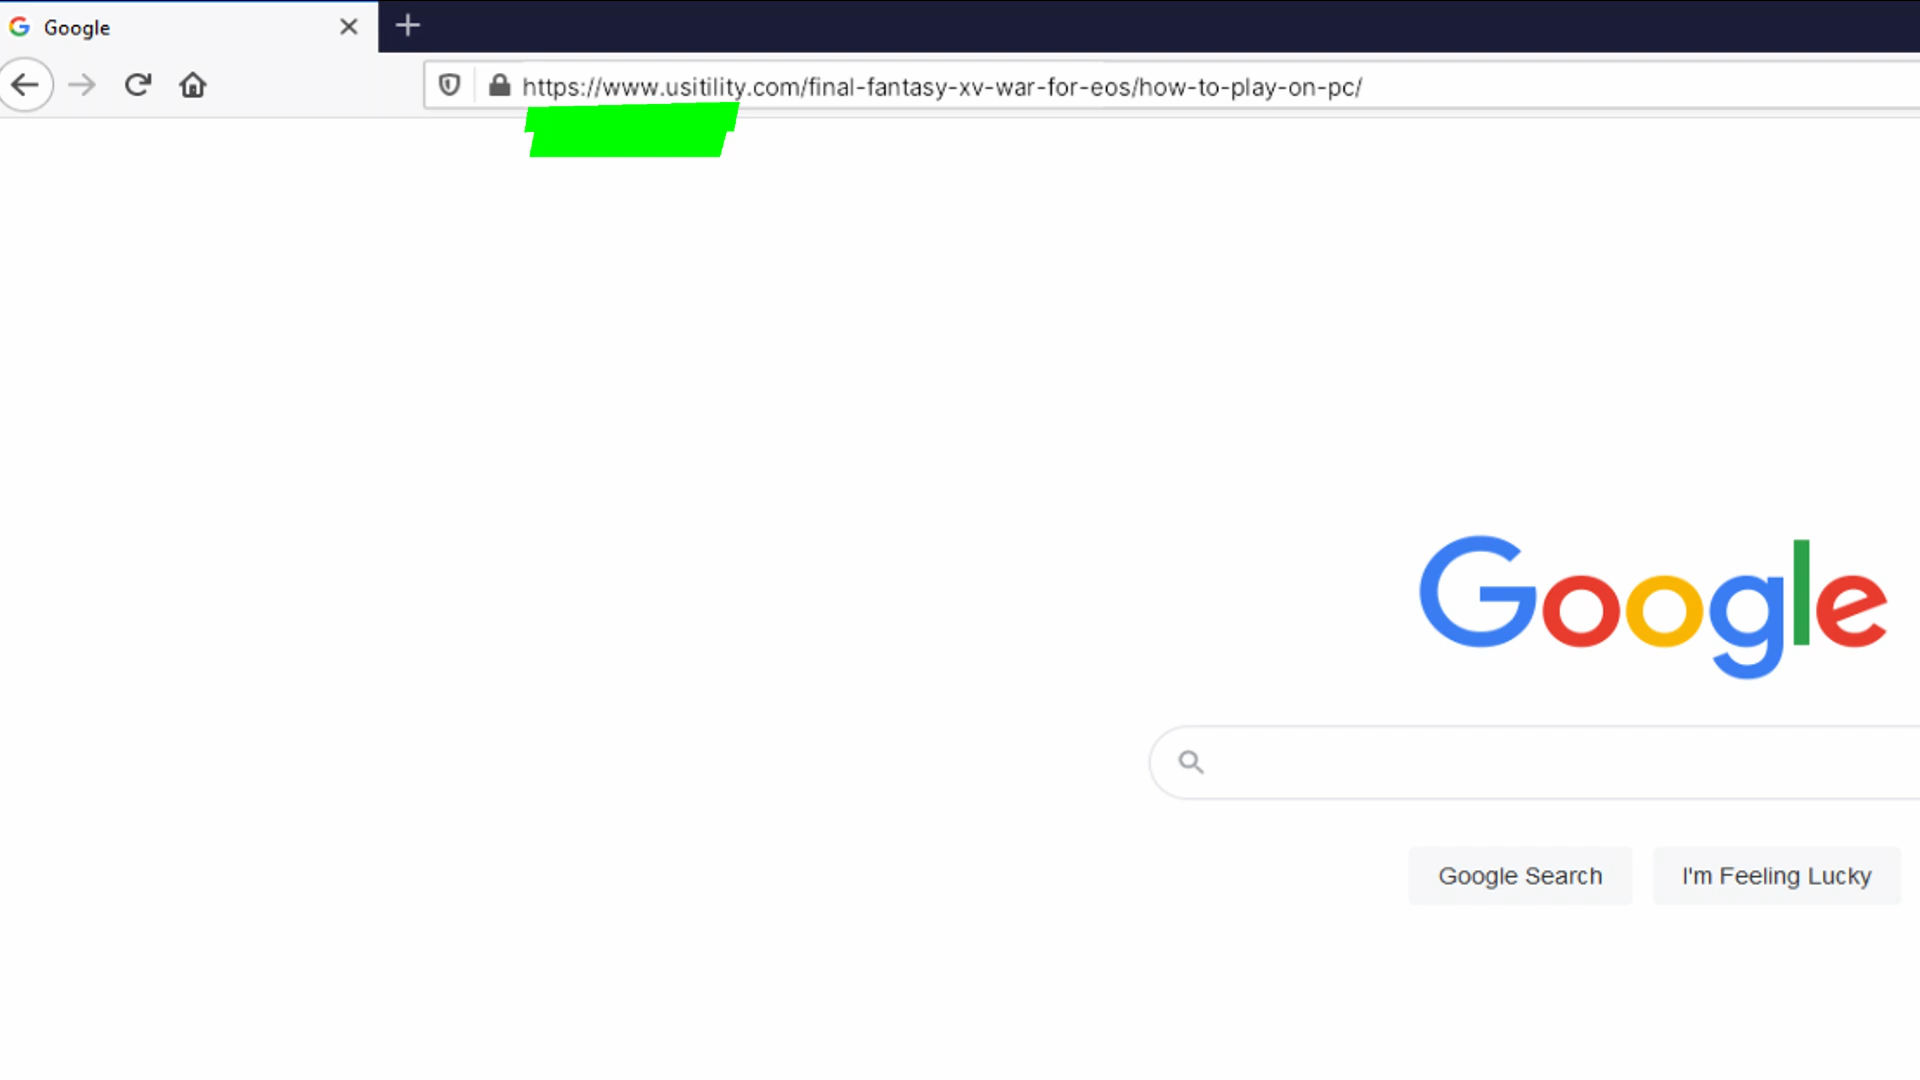 Google
https://www.usitility.com/final-fantasy-xv-war-for-eos/how-to-play-on-pc/
Google
Google Search
I'm Feeling Lucky